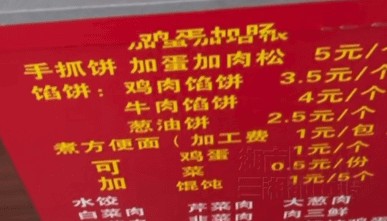 鸡蛋加
手抓饼 加蛋加肉松 5元/
馅饼：鸡肉馅饼 3.5元/个
牛肉馅饼 4元/个
葱油饼 2.5元/个
煮方便面（加工费 1元/包
可 鸡蛋 1元/个
加 菜 0.5元/份
馄饨 1元/5个
水饺 芹菜肉 大葱肉
白菜肉 韭菜肉 肉三鲜